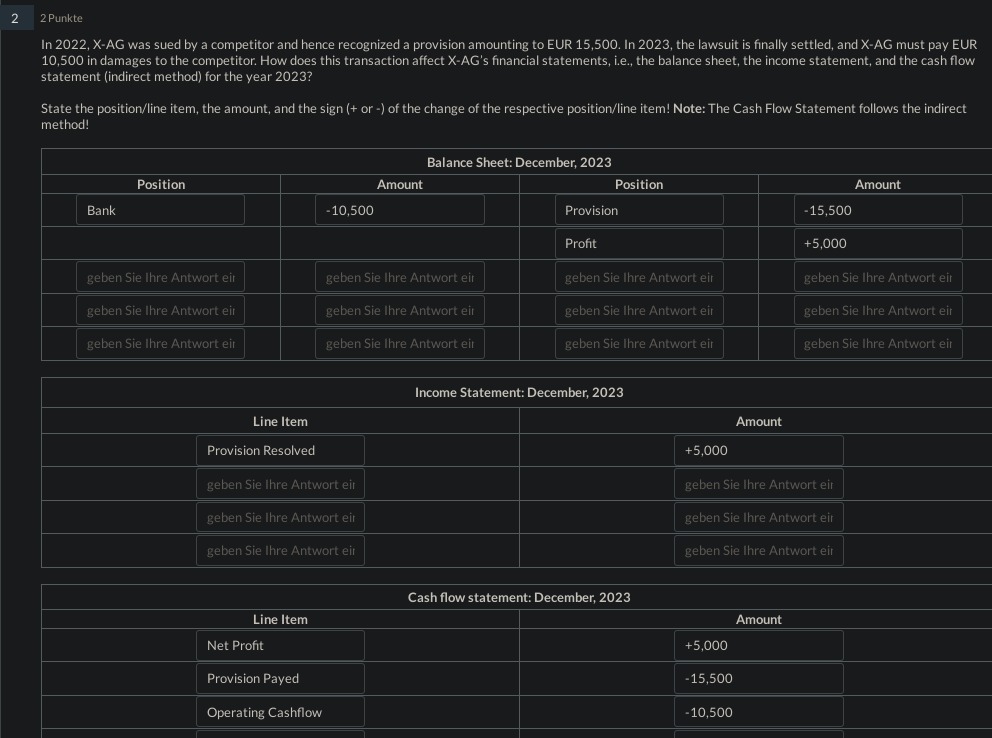 2
2 Punkte
In 2022, X-AG was sued by a competitor and hence recognized a provision amounting to EUR 15,500. In 2023, the lawsuit is finally settled, and X-AG must pay EUR
10,500 in damages to the competitor. How does this transaction affect X-AG's financial statements, i.e., the balance sheet, the income statement, and the cash flow
statement (indirect method) for the year 2023?
State the position/line item, the amount, and the sign (+ or -) of the change of the respective position/line item! Note: The Cash Flow Statement follows the indirect
method!
Balance Sheet: December, 2023
Position Amount Position Amount
Bank -10,500 Provision -15,500
Profit +5,000
geben Sie Ihre Antwort eir geben Sie Ihre Antwort eir geben Sie Ihre Antwort eir geben Sie Ihre Antwort eir
geben Sie Ihre Antwort eir geben Sie Ihre Antwort eir geben Sie Ihre Antwort eir geben Sie Ihre Antwort eir
geben Sie Ihre Antwort eir geben Sie Ihre Antwort eir geben Sie Ihre Antwort eir geben Sie Ihre Antwort eir
Income Statement: December, 2023
Line Item Amount
Provision Resolved +5,000
geben Sie Ihre Antwort eir geben Sie Ihre Antwort eir
geben Sie Ihre Antwort eir geben Sie Ihre Antwort eir
geben Sie Ihre Antwort eir geben Sie Ihre Antwort eir
Cash flow statement: December, 2023
Line Item Amount
Net Profit +5,000
Provision Payed -15,500
Operating Cashflow -10,500